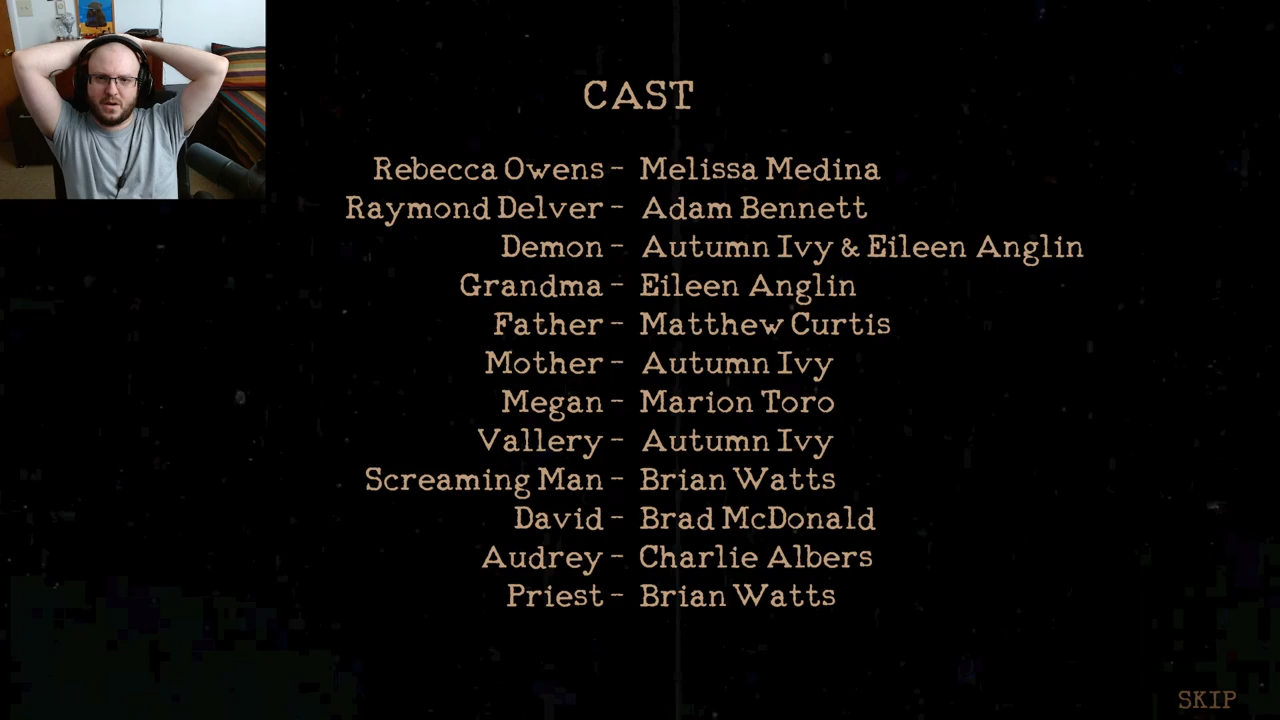 CAST
Rebecca Owens - Melissa Medina
Raymond Delver - Adam Bennett
Demon - Autumn Ivy & Eileen Anglin
Grandma - Eileen Anglin
Father - Matthew Curtis
Mother - Autumn Ivy
Megan - Marion Toro
Vallery - Autumn Ivy
Screaming Man - Brian Watts
David - Brad McDonald
Audrey - Charlie Albers
Priest - Brian Watts
SKIP